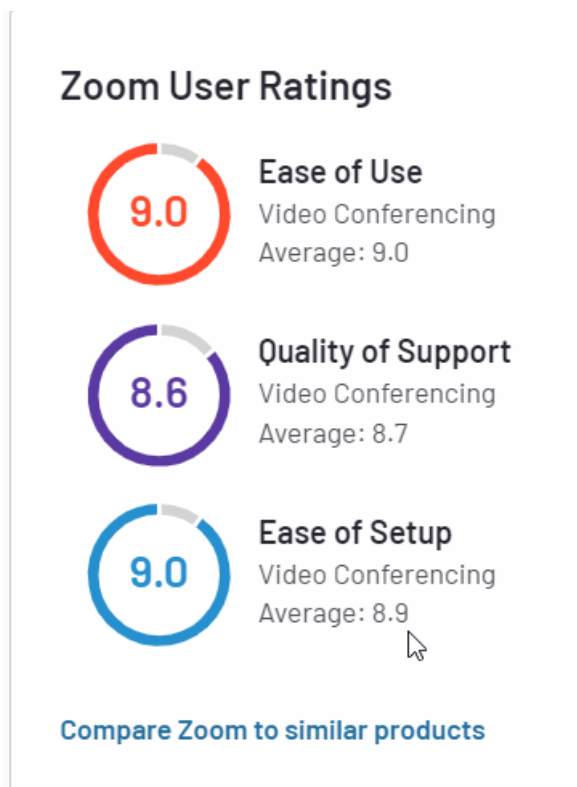 Zoom User Ratings
9.0
Ease of Use
Video Conferencing
Average: 9.0
8.6
Quality of Support
Video Conferencing
Average: 8.7
9.0
Ease of Setup
Video Conferencing
Average: 8.9
Compare Zoom to similar products